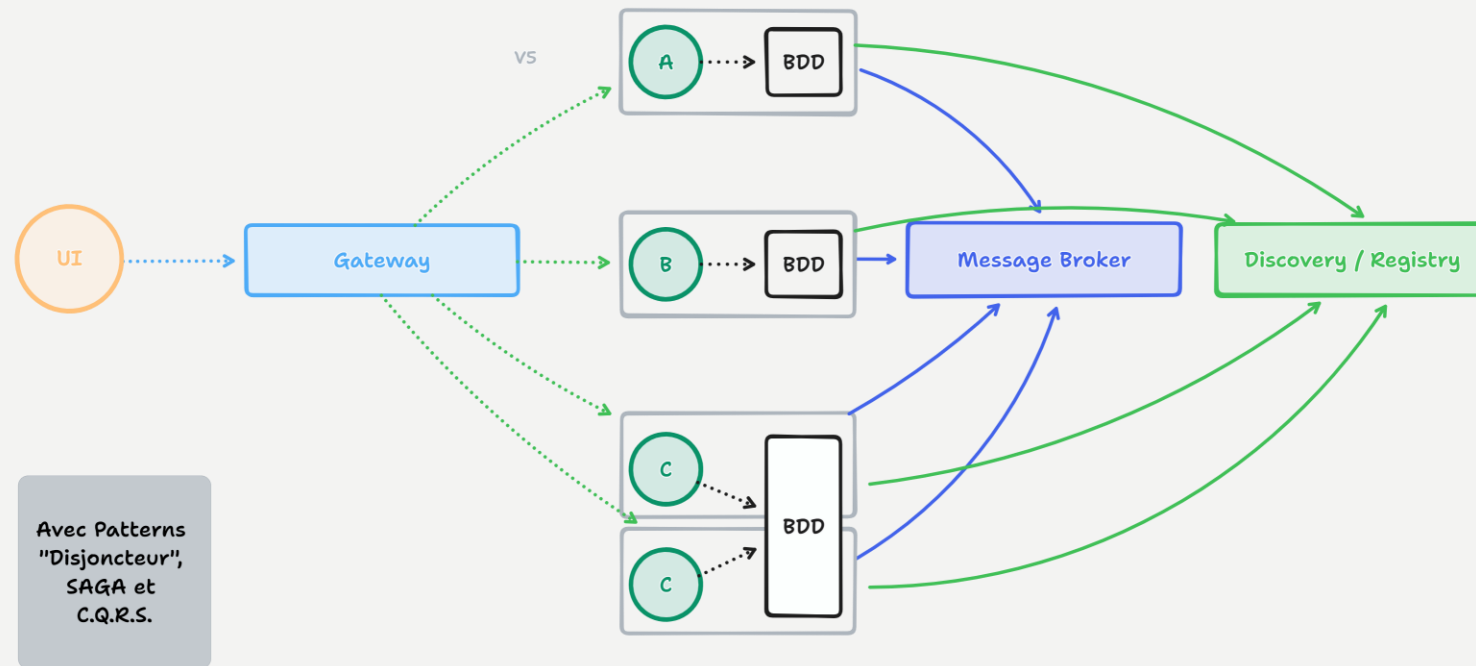 vs
A
BDD
UI
Gateway
B
BDD
Message Broker
Discovery / Registry
C
BDD
C
Avec Patterns
"Disjoncteur",
SAGA et
C.Q.R.S.